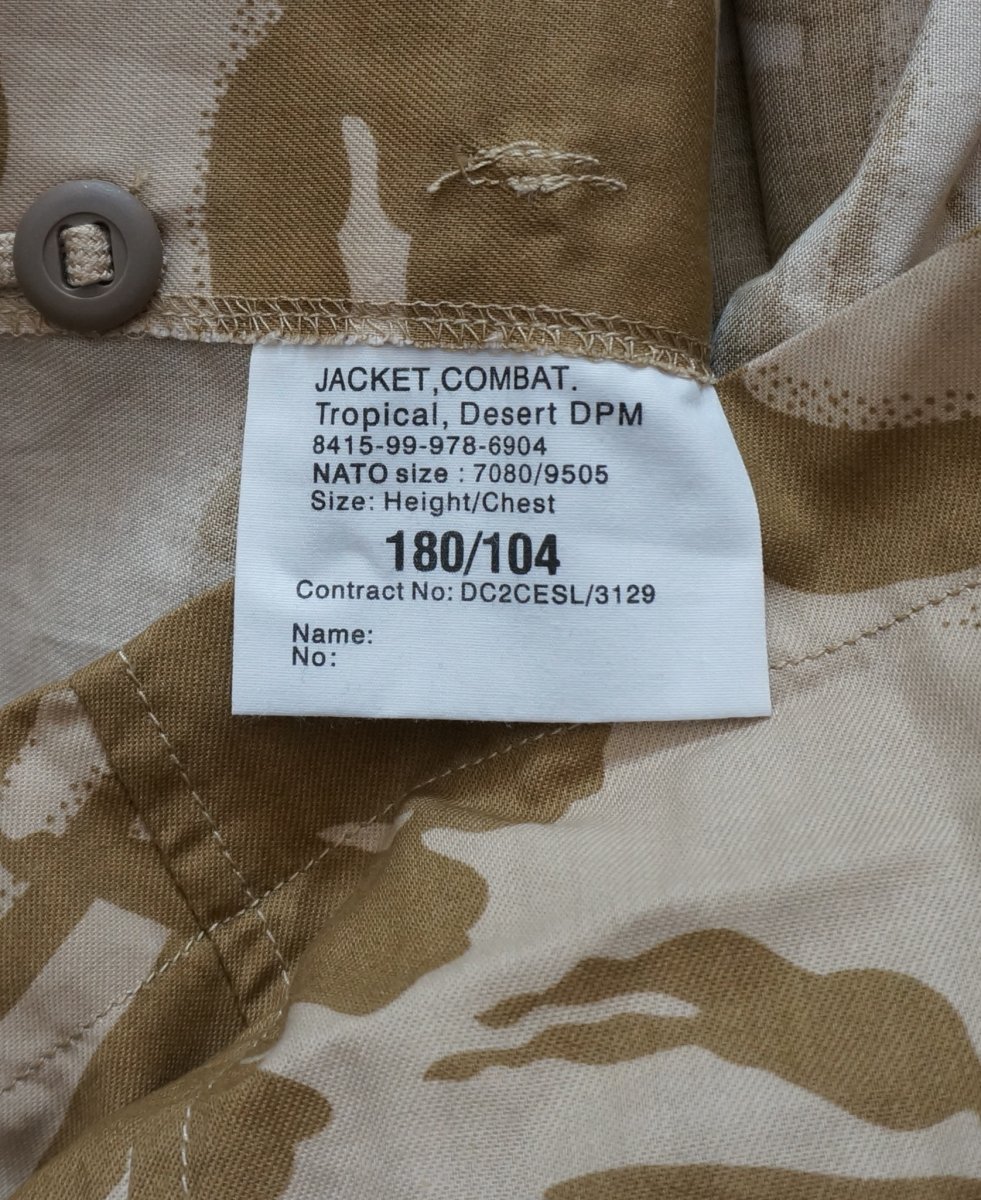 JACKET,COMBAT.
Tropical, Desert DPM
8415-99-978-6904
NATO size : 7080/9505
Size: Height/Chest
180/104
Contract No: DC2CESL/3129
Name:
No: